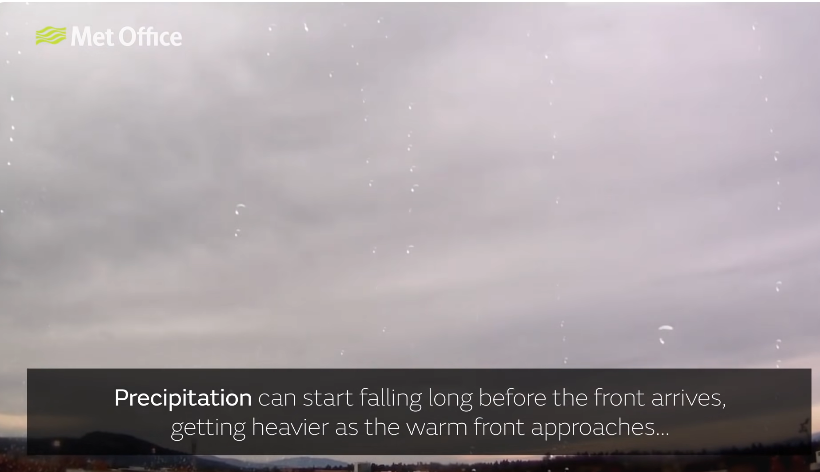 Met Office
Precipitation can start falling long before the front arrives,
getting heavier as the warm front approaches...